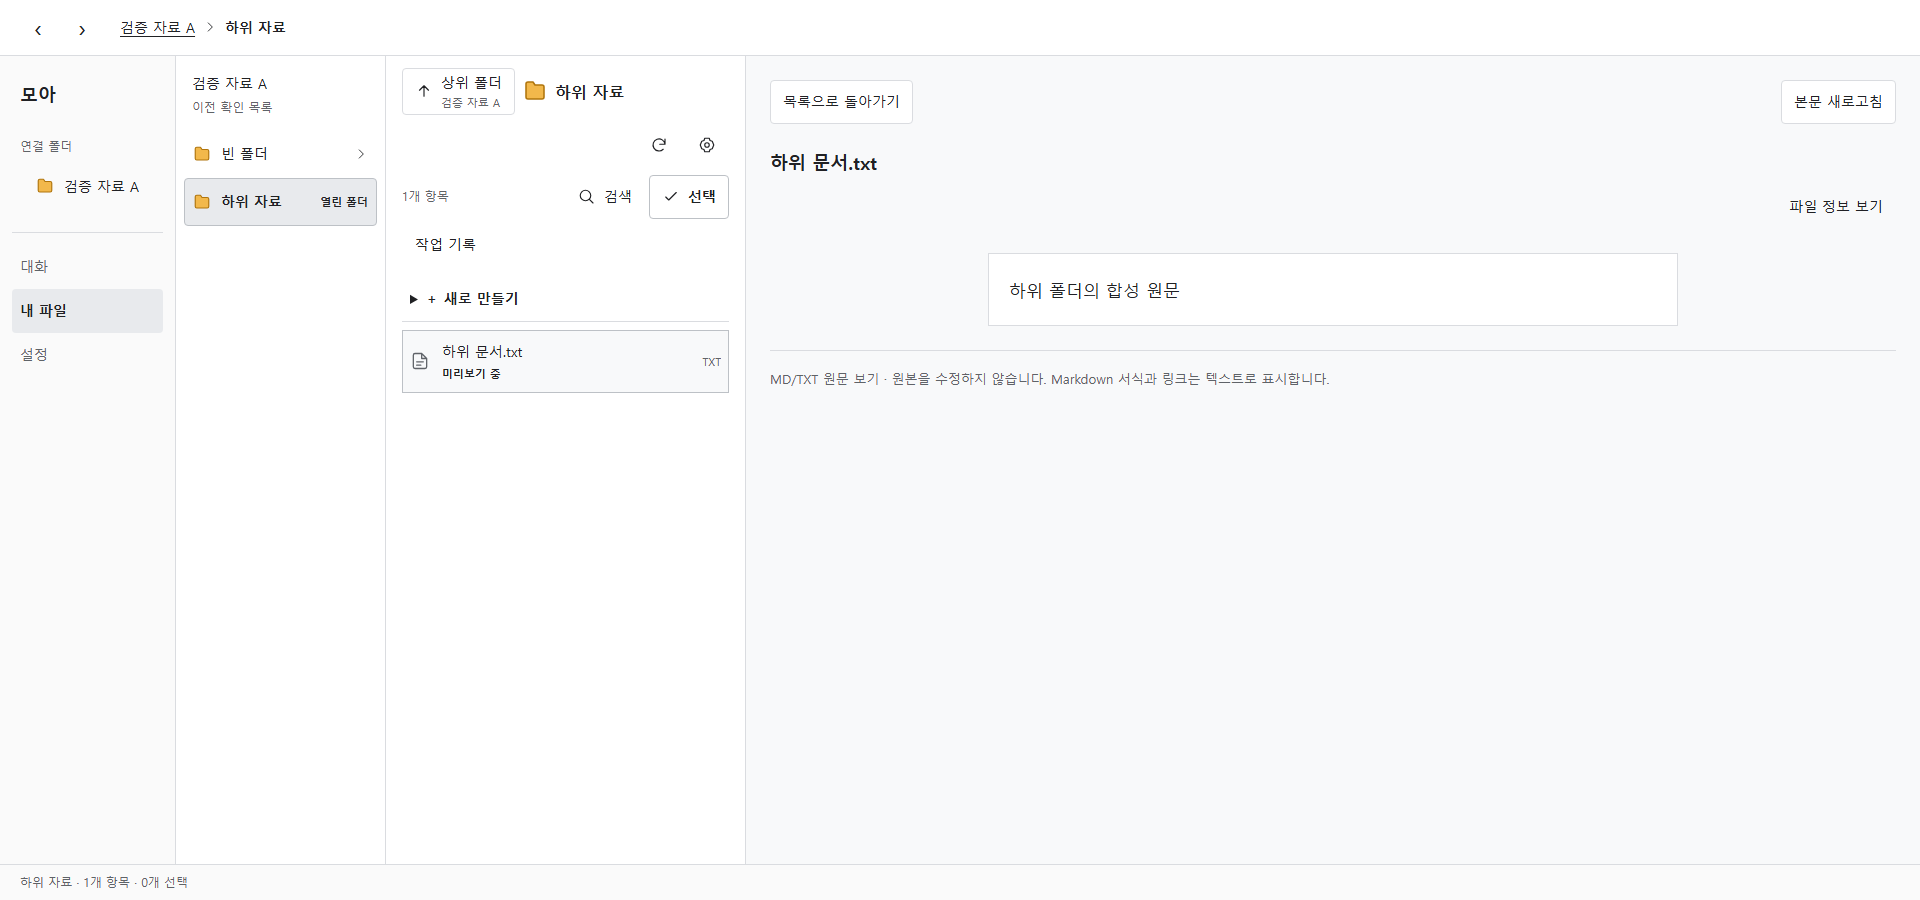 검증 자료 A > 하위 자료
모아
연결 폴더
검증 자료 A
대화
내 파일
설정
검증 자료 A
이전 확인 목록
빈 폴더
하위 자료 열린 폴더
상위 폴더
검증 자료 A
하위 자료
1개 항목
검색
선택
작업 기록
+ 새로 만들기
하위 문서.txt
미리보기 중
TXT
목록으로 돌아가기
본문 새로고침
하위 문서.txt
파일 정보 보기
하위 폴더의 합성 원문
MD/TXT 원문 보기 · 원본을 수정하지 않습니다. Markdown 서식과 링크는 텍스트로 표시합니다.
하위 자료 · 1개 항목 · 0개 선택